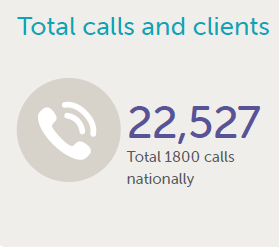 Total calls and clients
22,527
Total 1800 calls
nationally